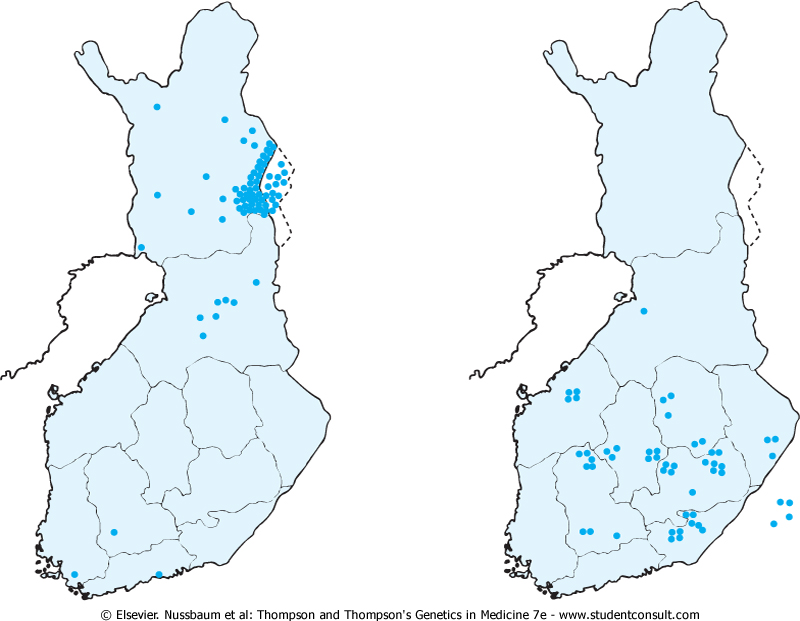 © Elsevier. Nussbaum et al: Thompson and Thompson's Genetics in Medicine 7e - www.studentconsult.com